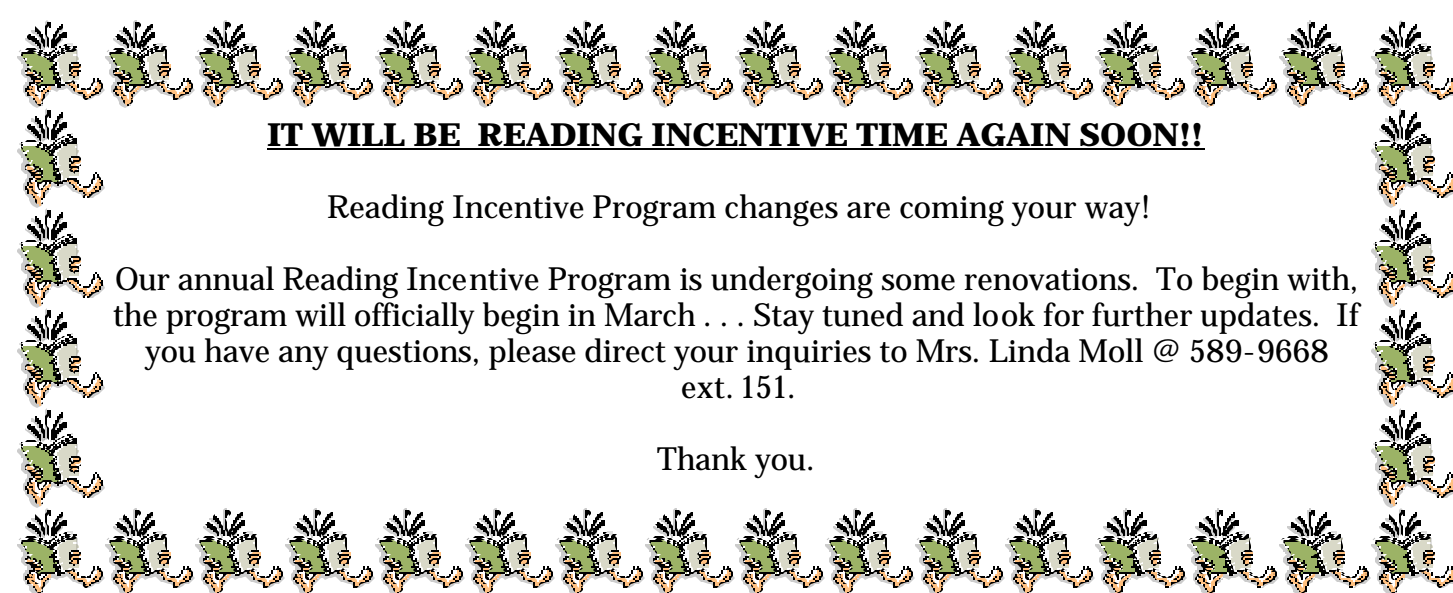 IT WILL BE  READING INCENTIVE TIME AGAIN SOON!!
Reading Incentive Program changes are coming your way!
Our annual Reading Incentive Program is undergoing some renovations.  To begin with,
the program will officially begin in March . . . Stay tuned and look for further updates.  If
you have any questions, please direct your inquiries to Mrs. Linda Moll @ 589-9668
ext. 151.
Thank you.